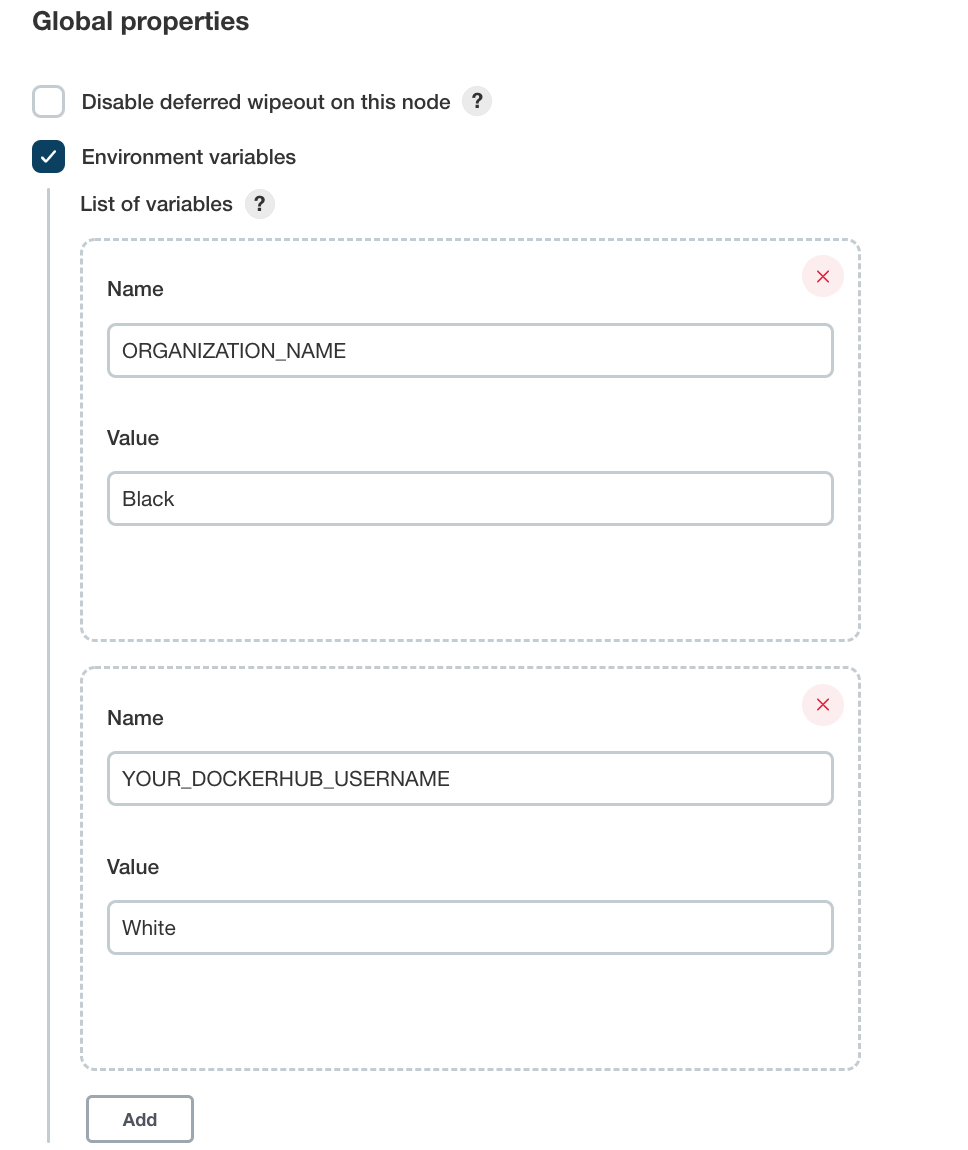 Global properties
Disable deferred wipeout on this node ?
Environment variables
List of variables ?
Name
ORGANIZATION_NAME
Value
Black
Name
YOUR_DOCKERHUB_USERNAME
Value
White
Add